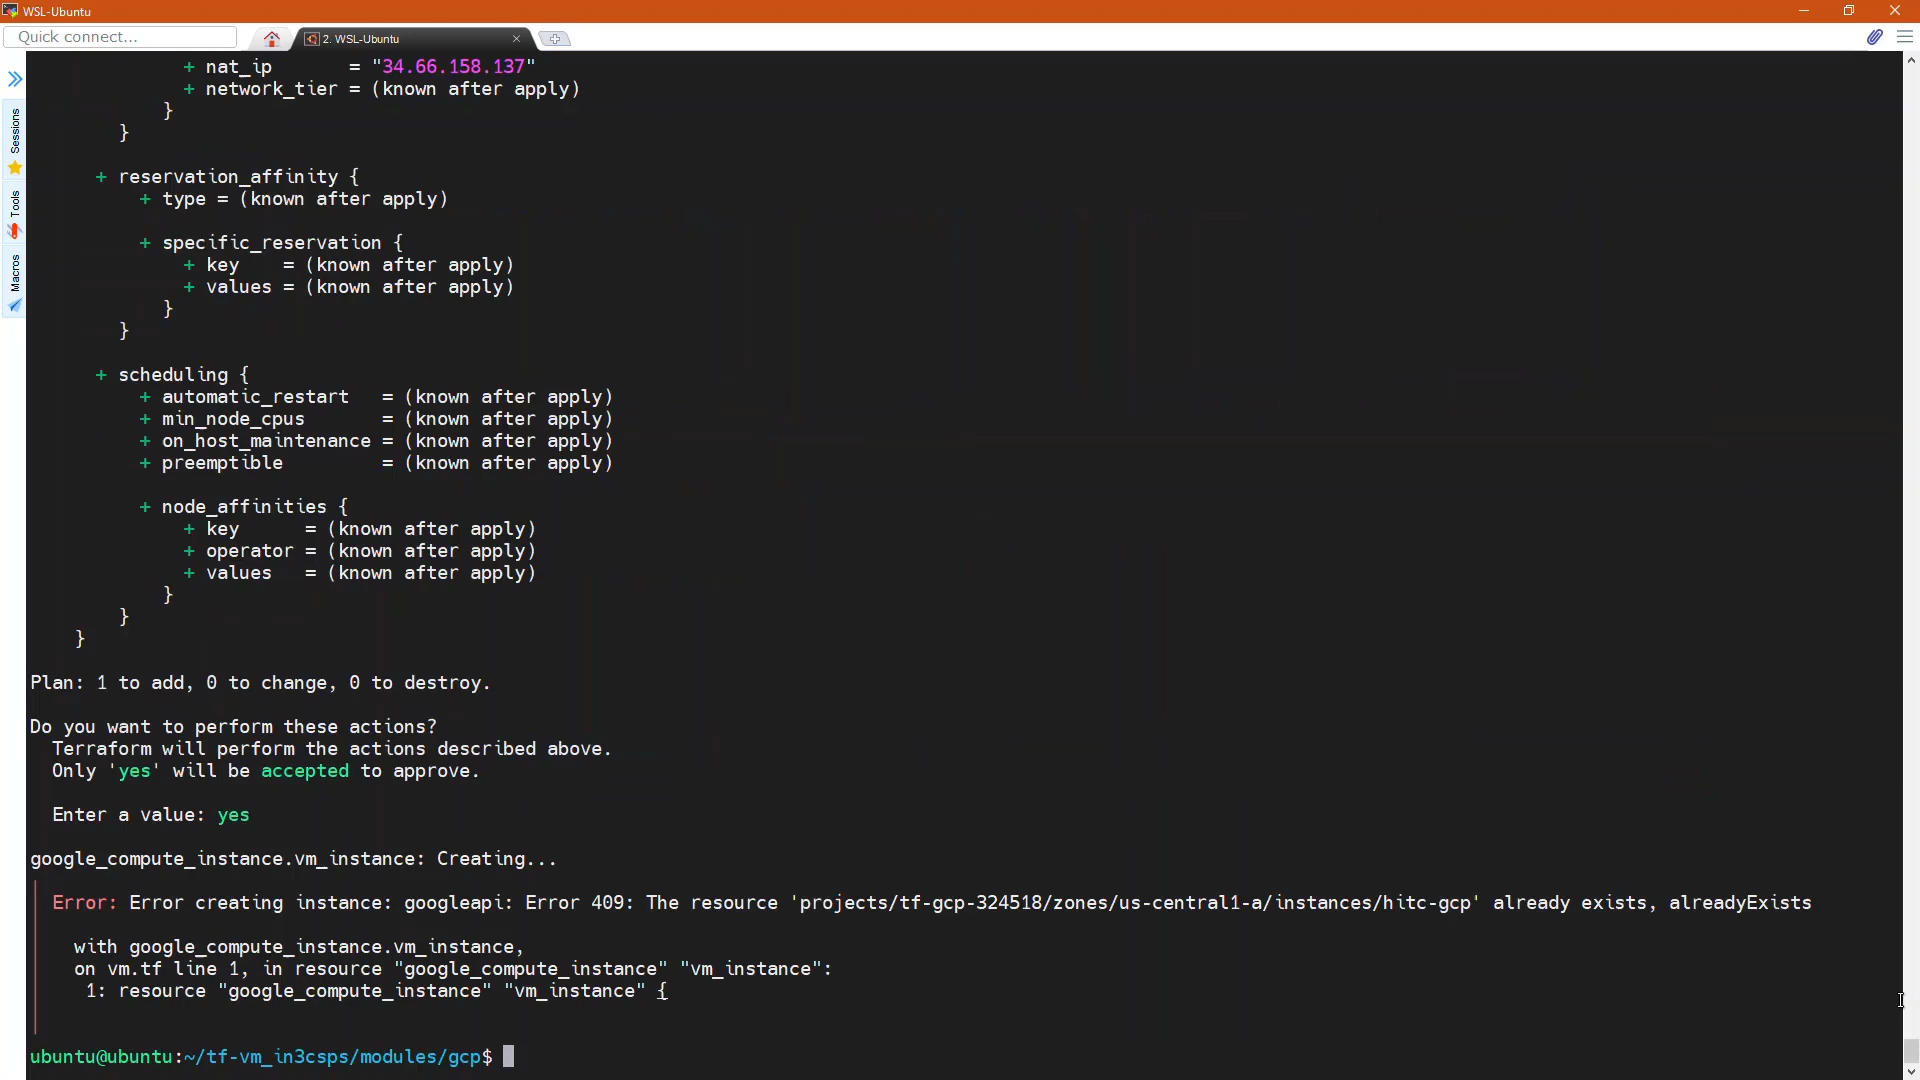 WSL-Ubuntu
Quick connect...
2. WSL-Ubuntu
Sessions
Tools
Macros
+ nat_ip       = "34.66.158.137"
+ network_tier = (known after apply)
}
}
+ reservation_affinity {
+ type = (known after apply)
+ specific_reservation {
+ key    = (known after apply)
+ values = (known after apply)
}
}
+ scheduling {
+ automatic_restart   = (known after apply)
+ min_node_cpus       = (known after apply)
+ on_host_maintenance = (known after apply)
+ preemptible         = (known after apply)
+ node_affinities {
+ key      = (known after apply)
+ operator = (known after apply)
+ values   = (known after apply)
}
}
}
Plan: 1 to add, 0 to change, 0 to destroy.
Do you want to perform these actions?
Terraform will perform the actions described above.
Only 'yes' will be accepted to approve.
Enter a value: yes
google_compute_instance.vm_instance: Creating...
Error: Error creating instance: googleapi: Error 409: The resource 'projects/tf-gcp-324518/zones/us-central1-a/instances/hitc-gcp' already exists, alreadyExists
with google_compute_instance.vm_instance,
on vm.tf line 1, in resource "google_compute_instance" "vm_instance":
1: resource "google_compute_instance" "vm_instance" {
ubuntu@ubuntu:~/tf-vm_in3csps/modules/gcp$